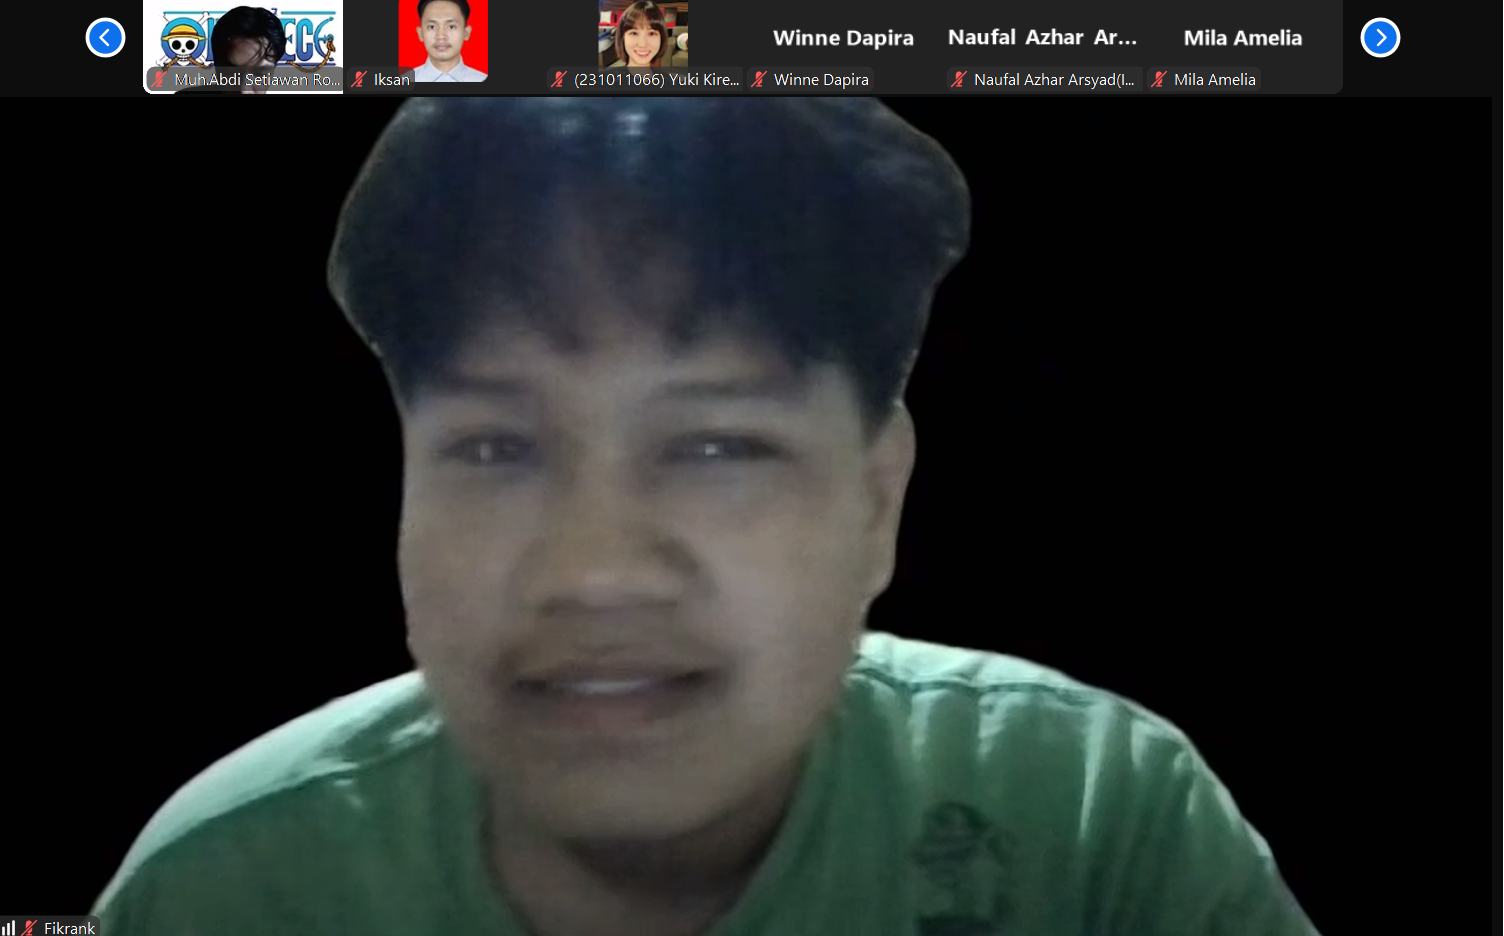 Muh.Abdi Setiawan Ro...
Iksan
(231011066) Yuki Kire...
Winne Dapira
Winne Dapira
Naufal Azhar Ar...
Naufal Azhar Arsyad(I...
Mila Amelia
Mila Amelia
Fikrank